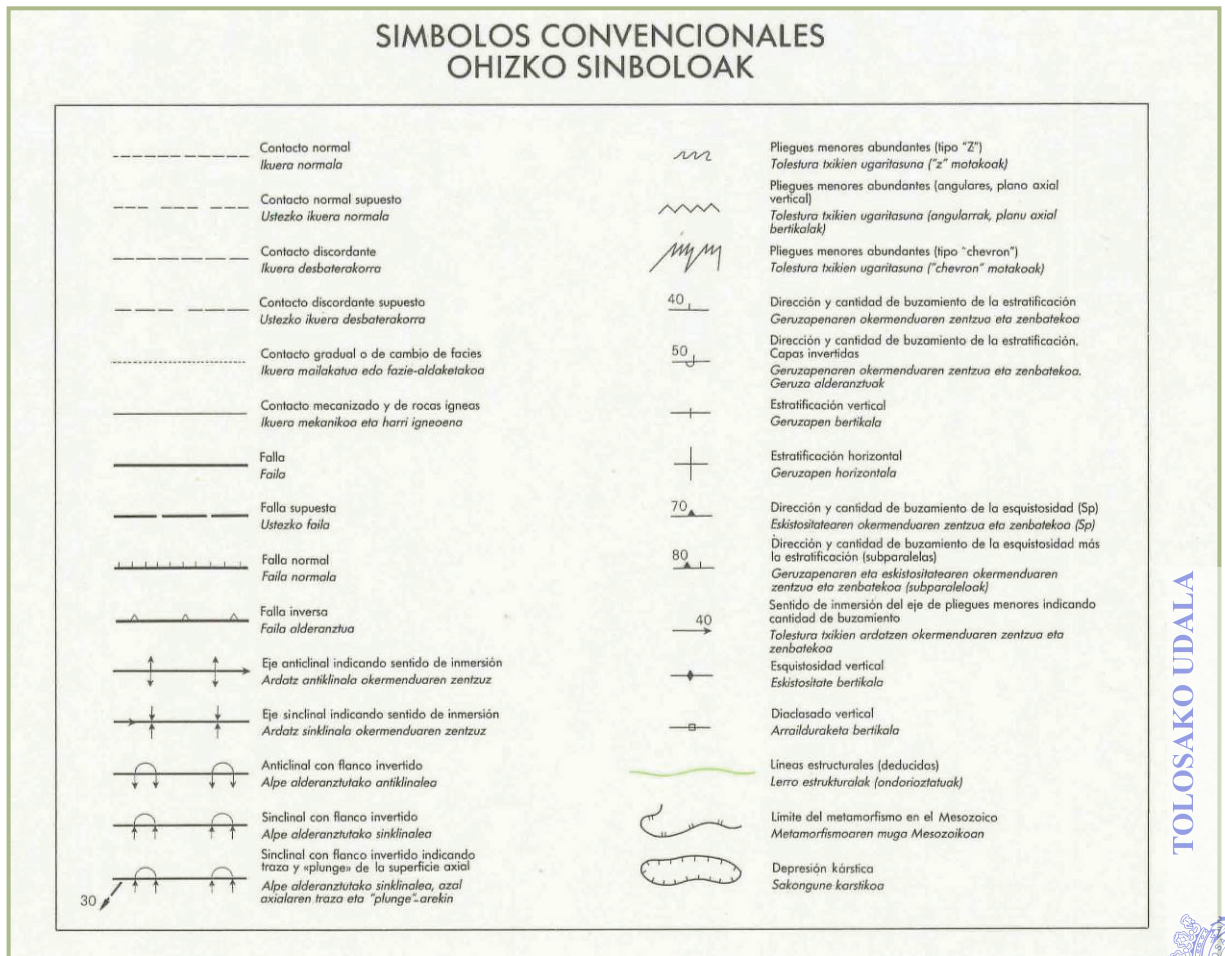 SIMBOLOS CONVENCIONALES
OHIZKO SINBOLOAK
Contacto normal
Ikuera normala
Contacto normal supuesto
Ustezko ikuera normala
Contacto discordante
Ikuera desbaterakorra
Contacto discordante supuesto
Ustezko ikuera desbaterakorra
Contacto gradual o de cambio de facies
Ikuera mailakatua edo fazie-aldaketakoa
Contacto mecanizado y de rocas igneas
Ikuera mekanikoa eta harri igneoena
Falla
Faila
Falla supuesta
Ustezko faila
Falla normal
Faila normala
Falla inversa
Faila alderanztua
Eje anticlinal indicando sentido de inmersión
Ardatz antiklinala okermenduaren zentzuz
Eje sinclinal indicando sentido de inmersión
Ardatz sinklinala okermenduaren zentzuz
Anticlinal con flanco invertido
Alpe alderanztutako antiklinalea
Sinclinal con flanco invertido
Alpe alderanztutako sinklinalea
30
Sinclinal con flanco invertido indicando
traza y «plunge» de la superficie axial
Alpe alderanztutako sinklinalea, azal
axialaren traza eta "plunge"-arekin
Pliegues menores abundantes (tipo "Z")
Tolestura txikien ugaritasuna ("z" motakoak)
Pliegues menores abundantes (angulares, plano axial
vertical)
Tolestura txikien ugaritasuna (angularrak, planu axial
bertikalak)
Pliegues menores abundantes (tipo "chevron")
Tolestura txikien ugaritasuna ("chevron" motakoak)
40
Dirección y cantidad de buzamiento de la estratificación
Geruzapenaren okermenduaren zentzua eta zenbatekoa
50
Dirección y cantidad de buzamiento de la estratificación.
Capas invertidas
Geruzapenaren okermenduaren zentzua eta zenbatekoa.
Geruza alderanztuak
Estratificación vertical
Geruzapen bertikala
Estratificación horizontal
Geruzapen horizontala
70
Dirección y cantidad de buzamiento de la esquistosidad (Sp)
Eskistositatearen okermenduaren zentzua eta zenbatekoa (Sp)
80
Dirección y cantidad de buzamiento de la esquistosidad más
la estratificación (subparalelas)
Geruzapenaren eta eskistositatearen okermenduaren
zentzua eta zenbatekoa (subparaleloak)
40
Sentido de inmersión del eje de pliegues menores indicando
cantidad de buzamiento
Tolestura txikien ardatzen okermenduaren zentzua eta
zenbatekoa
Esquistosidad vertical
Eskistositate bertikala
Diaclasado vertical
Arrailduraketa bertikala
Líneas estructurales (deducidas)
Lerro estrukturalak (ondorioztatuak)
Limite del metamorfismo en el Mesozoico
Metamorfismoaren muga Mesozoikoan
Depresión kárstica
Sakongune karstikoa
TOLOSAKO UDALA